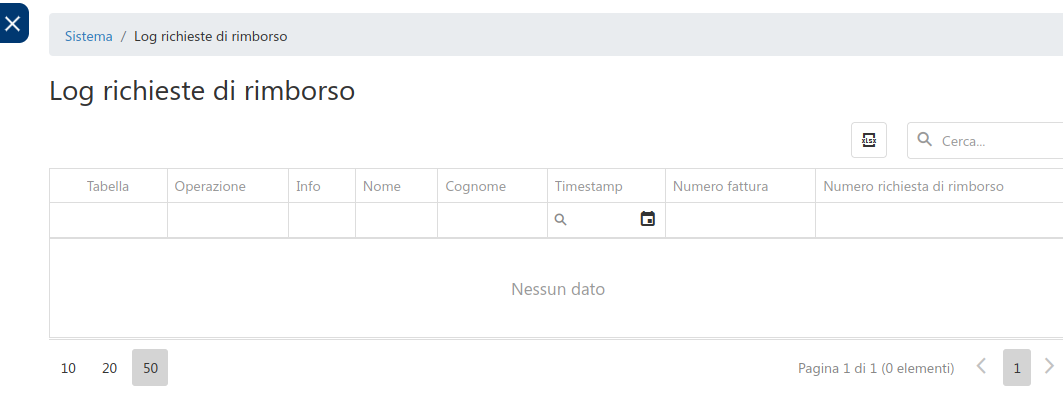 Sistema / Log richieste di rimborso
Log richieste di rimborso
xlsx Cerca...
Tabella Operazione Info Nome Cognome Timestamp Numero fattura Numero richiesta di rimborso
Nessun dato
10 20 50 Pagina 1 di 1 (0 elementi) 1